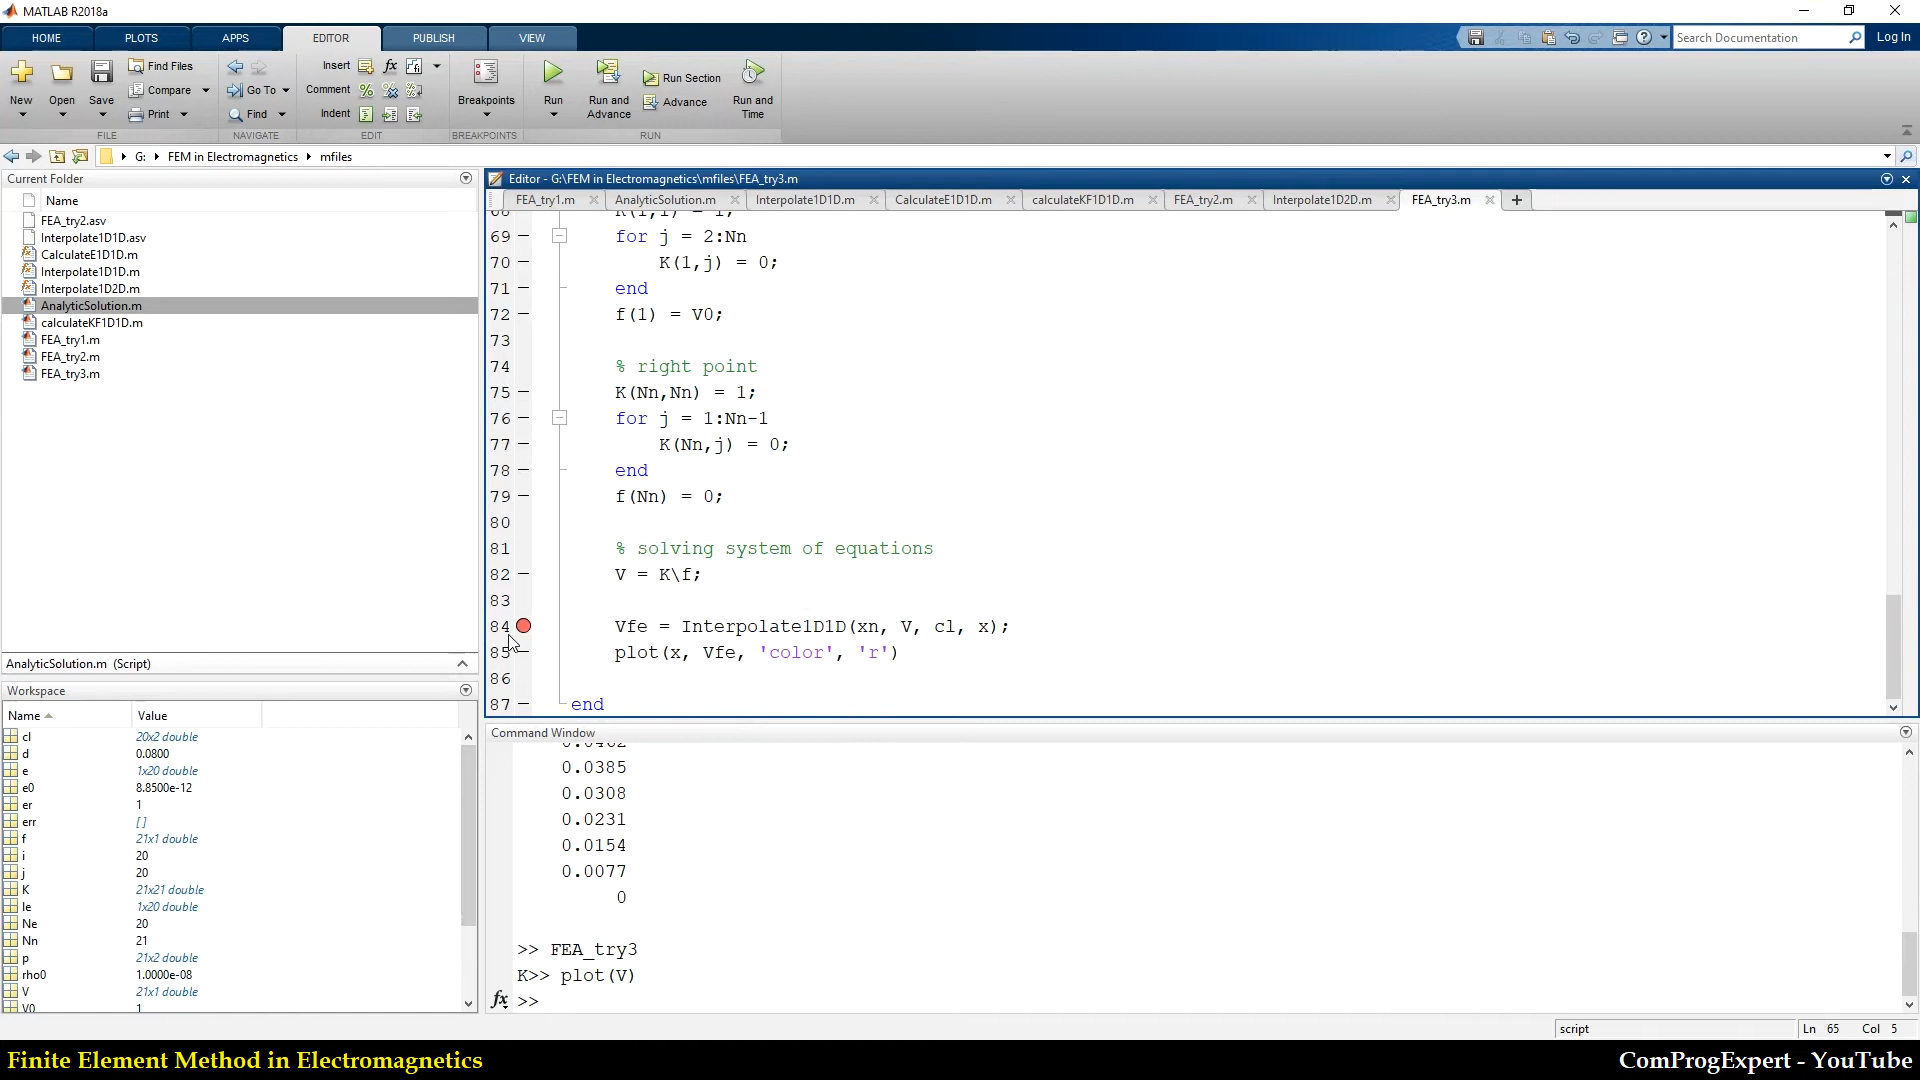 MATLAB R2018a
HOME PLOTS APPS EDITOR PUBLISH VIEW
Search Documentation Log In
New Open Save Find Files Compare Print
FILE
Go To Find
NAVIGATE
Insert fx
Comment
Indent
EDIT
Breakpoints
BREAKPOINTS
Run Run and Advance Run Section Advance Run and Time
RUN
G: FEM in Electromagnetics mfiles
Current Folder
Name
FEA_try2.asv
Interpolate1D1D.asv
CalculateE1D1D.m
Interpolate1D1D.m
Interpolate1D2D.m
AnalyticSolution.m
calculateKF1D1D.m
FEA_try1.m
FEA_try2.m
FEA_try3.m
AnalyticSolution.m (Script)
Workspace
Name Value
cl 20x2 double
d 0.0800
e 1x20 double
e0 8.8500e-12
er 1
err []
f 21x1 double
i 20
j 20
K 21x21 double
le 1x20 double
Ne 20
Nn 21
p 21x2 double
rho0 1.0000e-08
V 21x1 double
V0 1
Editor - G:\FEM in Electromagnetics\mfiles\FEA_try3.m
FEA_try1.m AnalyticSolution.m Interpolate1D1D.m CalculateE1D1D.m calculateKF1D1D.m FEA_try2.m Interpolate1D2D.m FEA_try3.m
68 K(1,1) = 1;
69 for j = 2:Nn
70 K(1,j) = 0;
71 end
72 f(1) = V0;
73
74 % right point
75 K(Nn,Nn) = 1;
76 for j = 1:Nn-1
77 K(Nn,j) = 0;
78 end
79 f(Nn) = 0;
80
81 % solving system of equations
82 V = K\f;
83
84 Vfe = Interpolate1D1D(xn, V, cl, x);
85 plot(x, Vfe, 'color', 'r')
86
87 end
Command Window
0.0462
0.0385
0.0308
0.0231
0.0154
0.0077
0
>> FEA_try3
K>> plot(V)
fx >>
script Ln 65 Col 5
Finite Element Method in Electromagnetics
ComProgExpert - YouTube